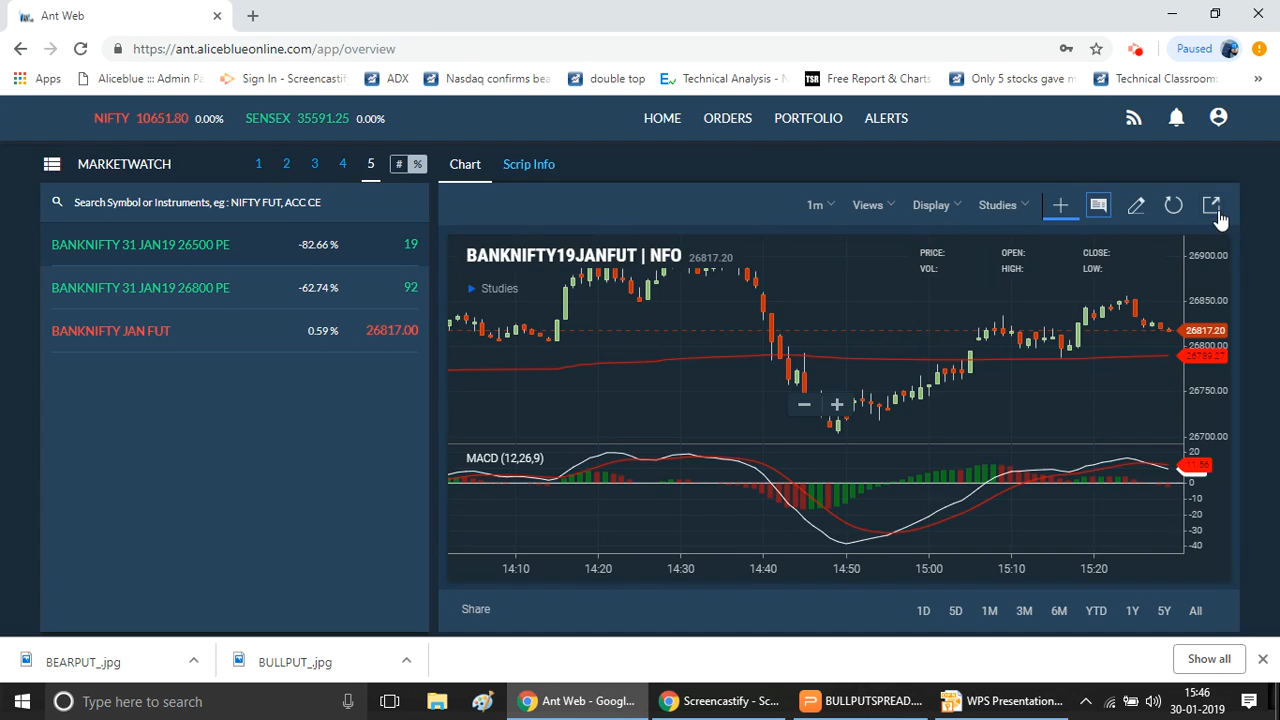 Ant Web
https://ant.aliceblueonline.com/app/overview
Paused
Apps
Aliceblue ::: Admin Pa
Sign In - Screencastif
ADX
Nasdaq confirms bea
double top
Technical Analysis - N
TSR
Free Report & Charts
Only 5 stocks gave m
Technical Classroom:
»
NIFTY 10651.80 0.00%
SENSEX 35591.25 0.00%
HOME
ORDERS
PORTFOLIO
ALERTS
MARKETWATCH
1 2 3 4 5
# %
Chart
Scrip Info
Search Symbol or Instruments, eg : NIFTY FUT, ACC CE
1m
Views
Display
Studies
BANKNIFTY 31 JAN19 26500 PE -82.66 % 19
BANKNIFTY 31 JAN19 26800 PE -62.74 % 92
BANKNIFTY JAN FUT 0.59 % 26817.00
BANKNIFTY19JANFUT | NFO 26817.20
Studies
PRICE: OPEN: CLOSE:
VOL: HIGH: LOW:
26900.00
26850.00
26817.20
26800.00
26789.27
26750.00
26700.00
MACD (12,26,9)
20
11.56
0
-10
-20
-30
-40
14:10 14:20 14:30 14:40 14:50 15:00 15:10 15:20
Share
1D 5D 1M 3M 6M YTD 1Y 5Y All
BEARPUT_.jpg
BULLPUT_.jpg
Show all
Type here to search
Ant Web - Googl...
Screencastify - Sc...
BULLPUTSPREAD....
WPS Presentation...
15:46
30-01-2019